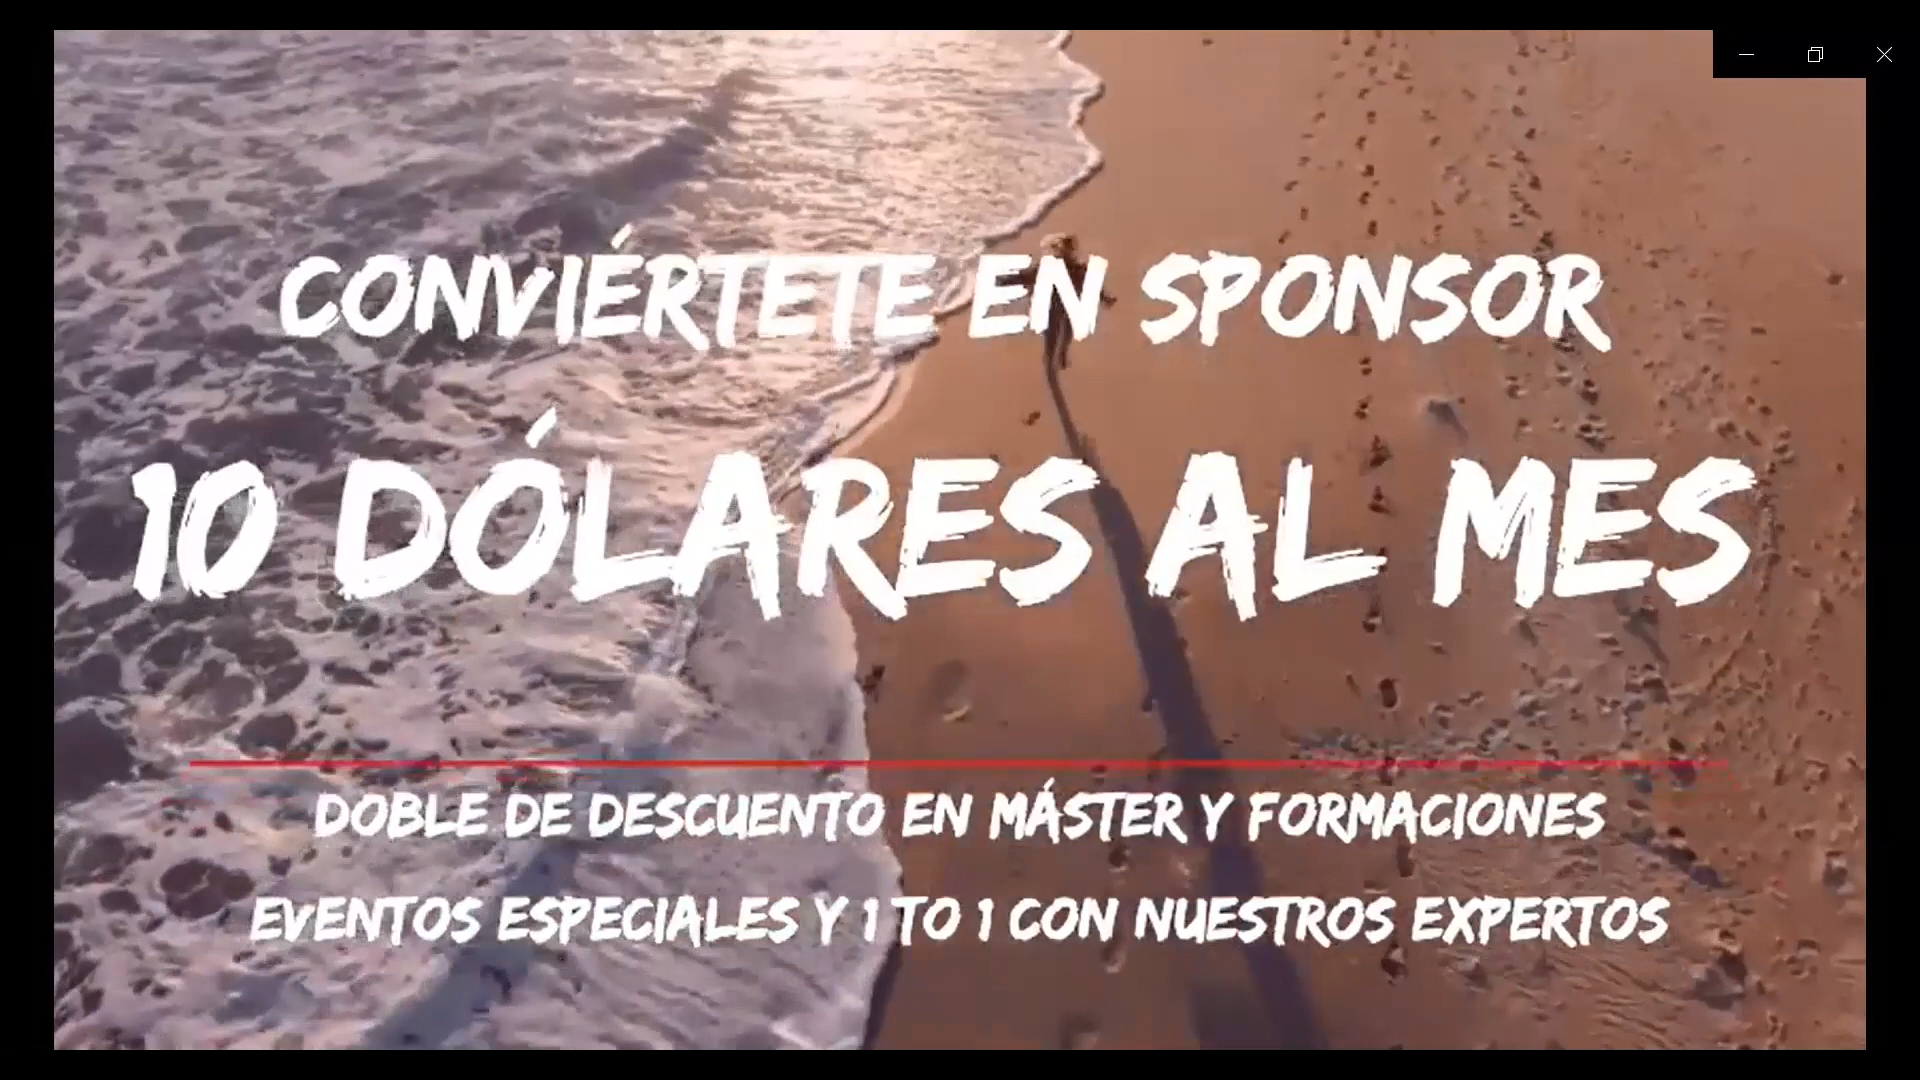 CONVIÉRTETE EN SPONSOR
10 DÓLARES AL MES
DOBLE DE DESCUENTO EN MÁSTER Y FORMACIONES
EVENTOS ESPECIALES Y 1 TO 1 CON NUESTROS EXPERTOS